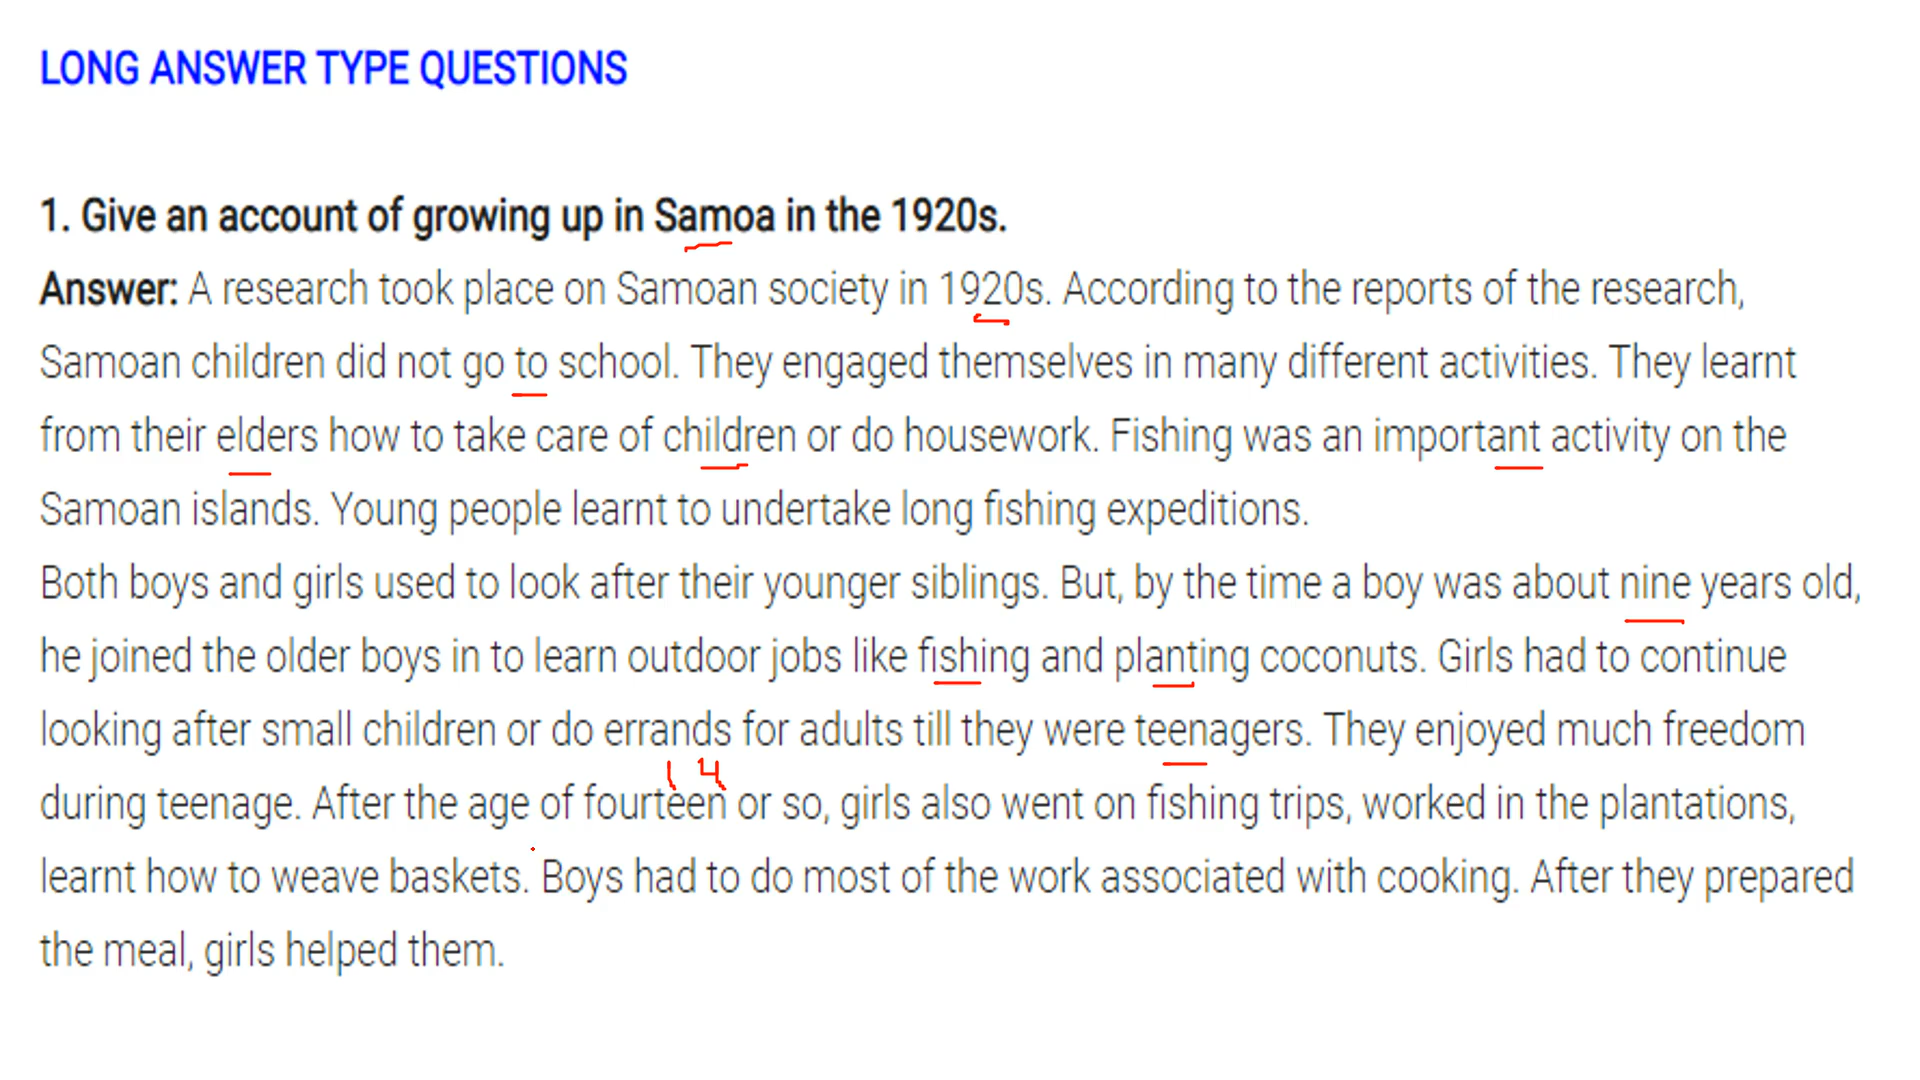 LONG ANSWER TYPE QUESTIONS
1. Give an account of growing up in Samoa in the 1920s.
Answer: A research took place on Samoan society in 1920s. According to the reports of the research,
Samoan children did not go to school. They engaged themselves in many different activities. They learnt
from their elders how to take care of children or do housework. Fishing was an important activity on the
Samoan islands. Young people learnt to undertake long fishing expeditions.
Both boys and girls used to look after their younger siblings. But, by the time a boy was about nine years old,
he joined the older boys in to learn outdoor jobs like fishing and planting coconuts. Girls had to continue
looking after small children or do errands for adults till they were teenagers. They enjoyed much freedom
14
during teenage. After the age of fourteen or so, girls also went on fishing trips, worked in the plantations,
learnt how to weave baskets. Boys had to do most of the work associated with cooking. After they prepared
the meal, girls helped them.